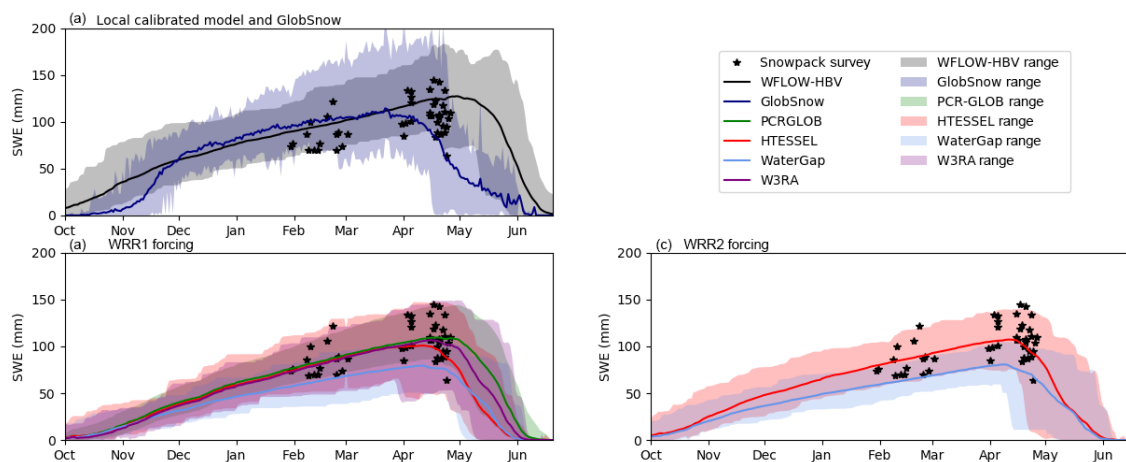 (a) Local calibrated model and GlobSnow
200
150
100
50
0
SWE (mm)
Oct Nov Dec Jan Feb Mar Apr May Jun
Snowpack survey
WFLOW-HBV
GlobSnow
PCRGLOB
HTESSEL
WaterGap
W3RA
WFLOW-HBV range
GlobSnow range
PCR-GLOB range
HTESSEL range
WaterGap range
W3RA range
(a) WRR1 forcing
200
150
100
50
0
SWE (mm)
Oct Nov Dec Jan Feb Mar Apr May Jun
(c) WRR2 forcing
200
150
100
50
0
SWE (mm)
Oct Nov Dec Jan Feb Mar Apr May Jun